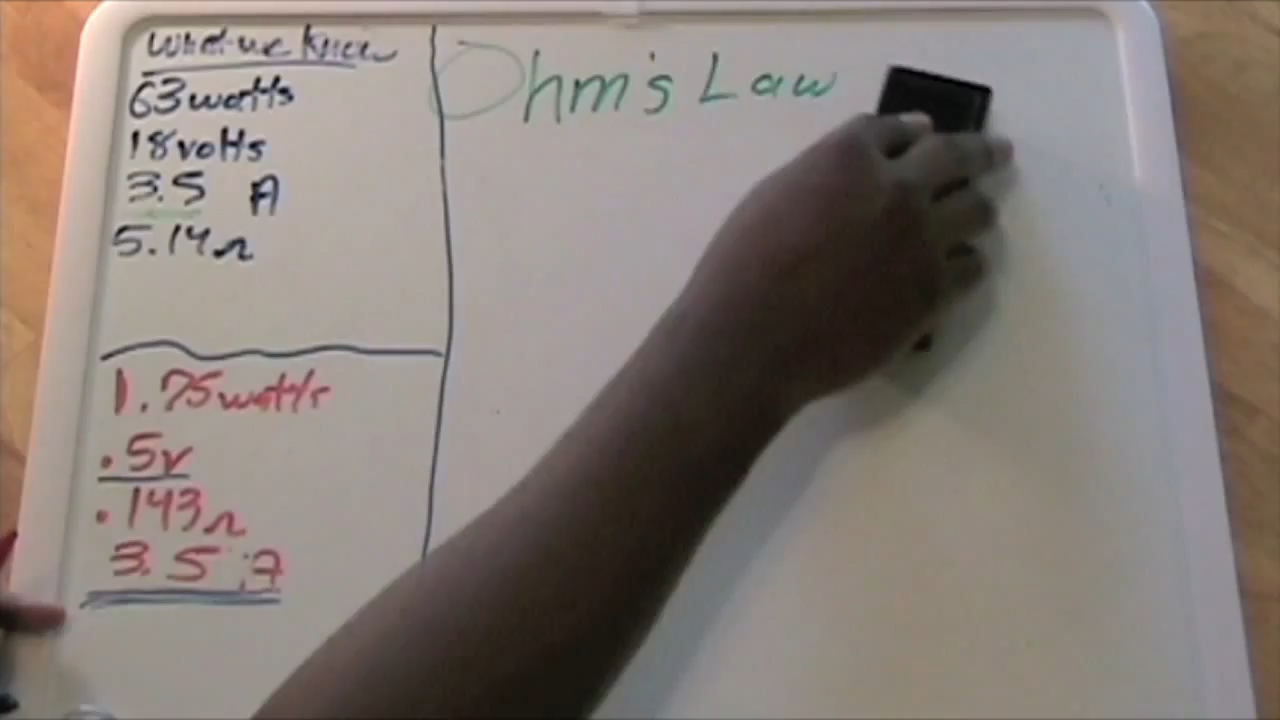 What we Know
63 watts
18 volts
3.5 A
5.14Ω
1.75 watts
.5v
.143Ω
3.5 A
Ohm's Law